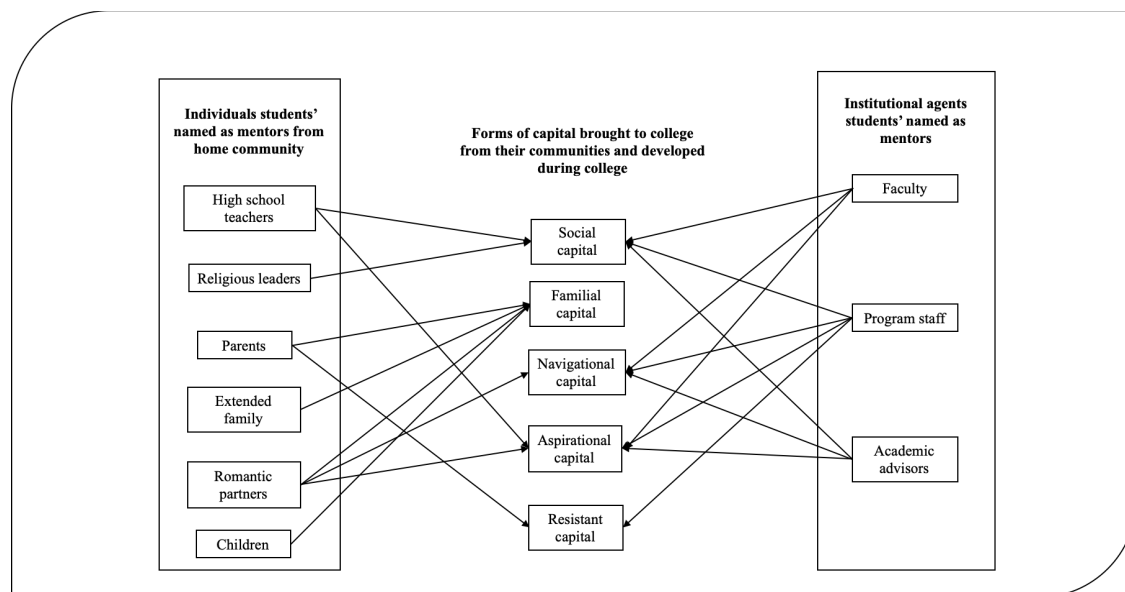 Individuals students'
named as mentors from
home community
High school
teachers
Religious leaders
Parents
Extended
family
Romantic
partners
Children
Forms of capital brought to college
from their communities and developed
during college
Social
capital
Familial
capital
Navigational
capital
Aspirational
capital
Resistant
capital
Institutional agents
students' named as
mentors
Faculty
Program staff
Academic
advisors